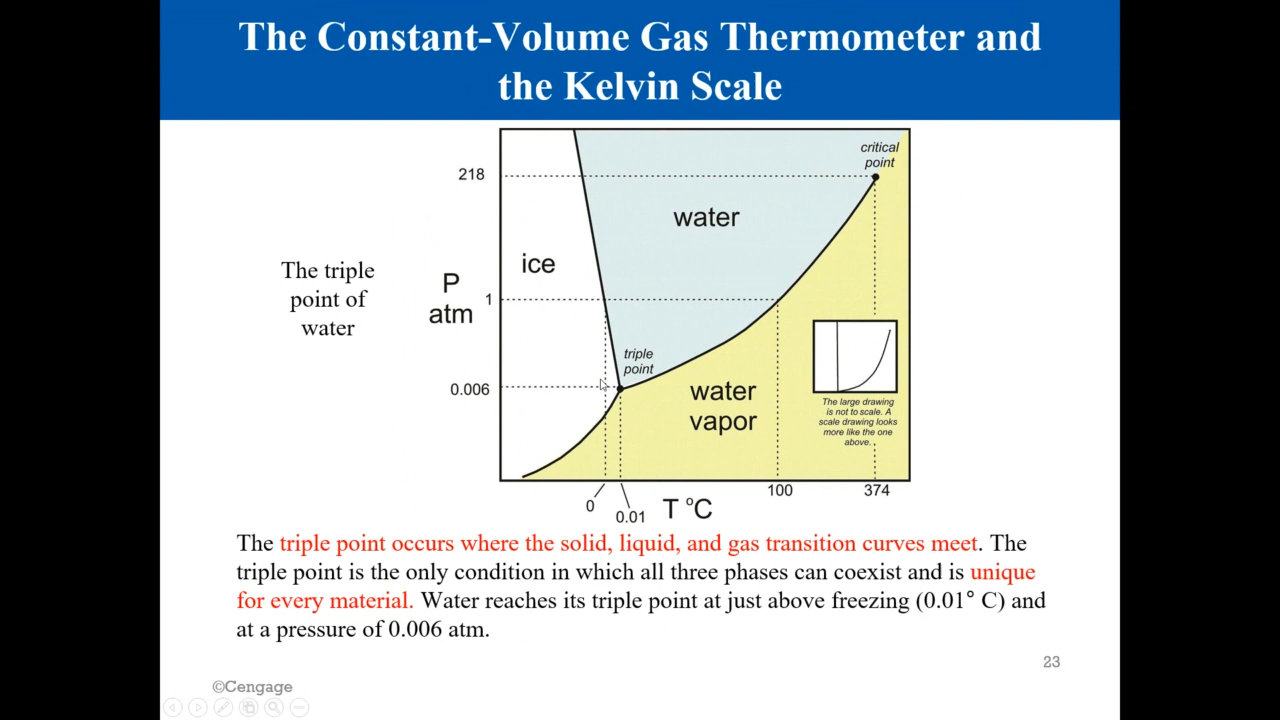 The Constant-Volume Gas Thermometer and
the Kelvin Scale
The triple
point of
water
P
atm
218
1
0.006
ice
water
critical
point
triple
point
water
vapor
The large drawing
is not to scale. A
scale drawing looks
more like the one
above.
0
0.01
T °C
100
374
The triple point occurs where the solid, liquid, and gas transition curves meet. The
triple point is the only condition in which all three phases can coexist and is unique
for every material. Water reaches its triple point at just above freezing (0.01° C) and
at a pressure of 0.006 atm.
23
©Cengage